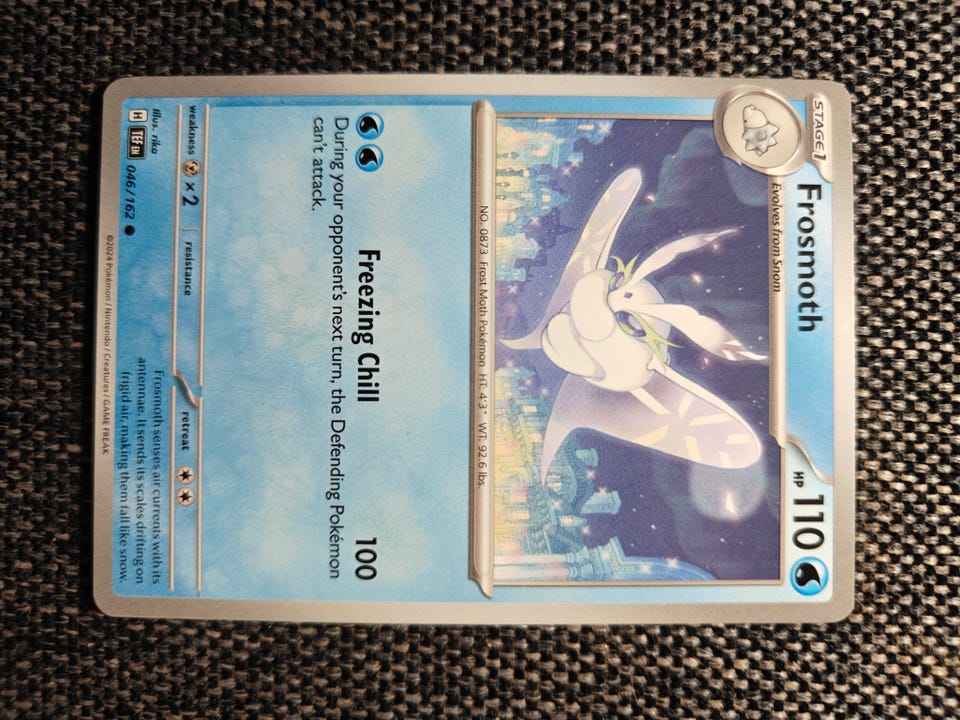 STAGE1
Frosmoth
HP 110
Evolves from Snom
NO. 0873 Frost Moth Pokémon HT. 4'3" WT. 92.6 lbs.
Freezing Chill 100
During your opponent's next turn, the Defending Pokémon
can't attack.
weakness ×2 resistance retreat
Illus. rika
H TEF EN 046/162
Frosmoth senses air currents with its
antennae. It sends its scales drifting on
frigid air, making them fall like snow.
©2024 Pokémon / Nintendo / Creatures / GAME FREAK